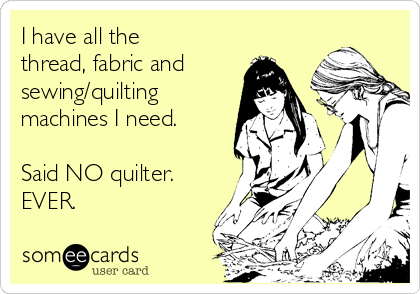 I have all the
thread, fabric and
sewing/quilting
machines I need.
Said NO quilter.
EVER.
someecards
user card